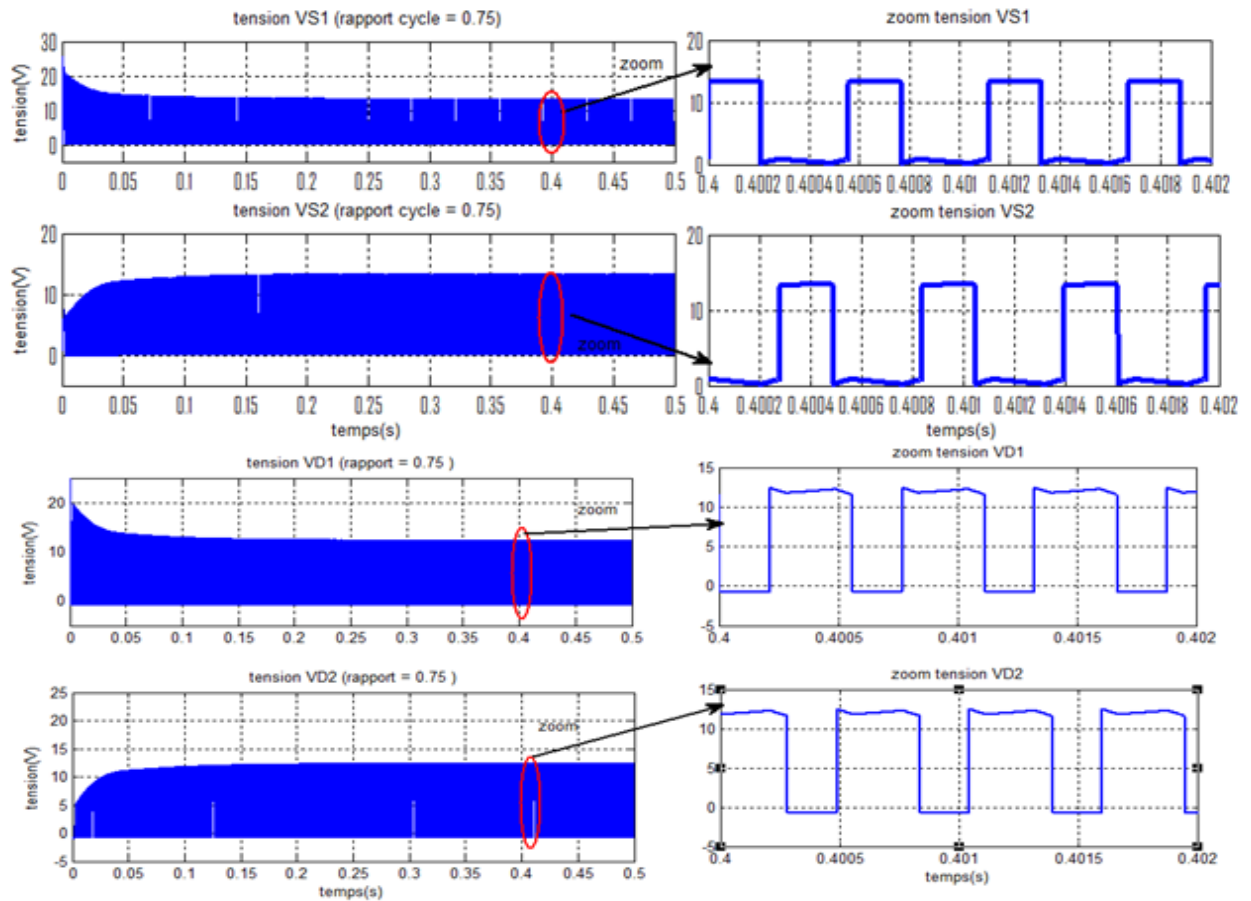 tension VS1 (rapport cycle = 0.75)
zoom tension VS1
tension(V)
30
20
10
0
0 0.05 0.1 0.15 0.2 0.25 0.3 0.35 0.4 0.45 0.5
zoom
20
10
0
0.4 0.4002 0.4004 0.4006 0.4008 0.401 0.4012 0.4014 0.4016 0.4018 0.402
tension VS2 (rapport cycle = 0.75)
zoom tension VS2
teension(V)
20
10
0
0 0.05 0.1 0.15 0.2 0.25 0.3 0.35 0.4 0.45 0.5
temps(s)
zoom
20
10
0
0.4 0.4002 0.4004 0.4006 0.4008 0.401 0.4012 0.4014 0.4016 0.4018 0.402
temps(s)
tension VD1 (rapport = 0.75 )
zoom tension VD1
tension(V)
20
10
0
0 0.05 0.1 0.15 0.2 0.25 0.3 0.35 0.4 0.45 0.5
zoom
15
10
5
0
-5
0.4 0.4005 0.401 0.4015 0.402
tension VD2 (rapport = 0.75 )
zoom tension VD2
tension(V)
25
20
15
10
5
0
-5
0 0.05 0.1 0.15 0.2 0.25 0.3 0.35 0.4 0.45 0.5
temps(s)
zoom
15
10
5
0
-5
0.4 0.4005 0.401 0.4015 0.402
temps(s)